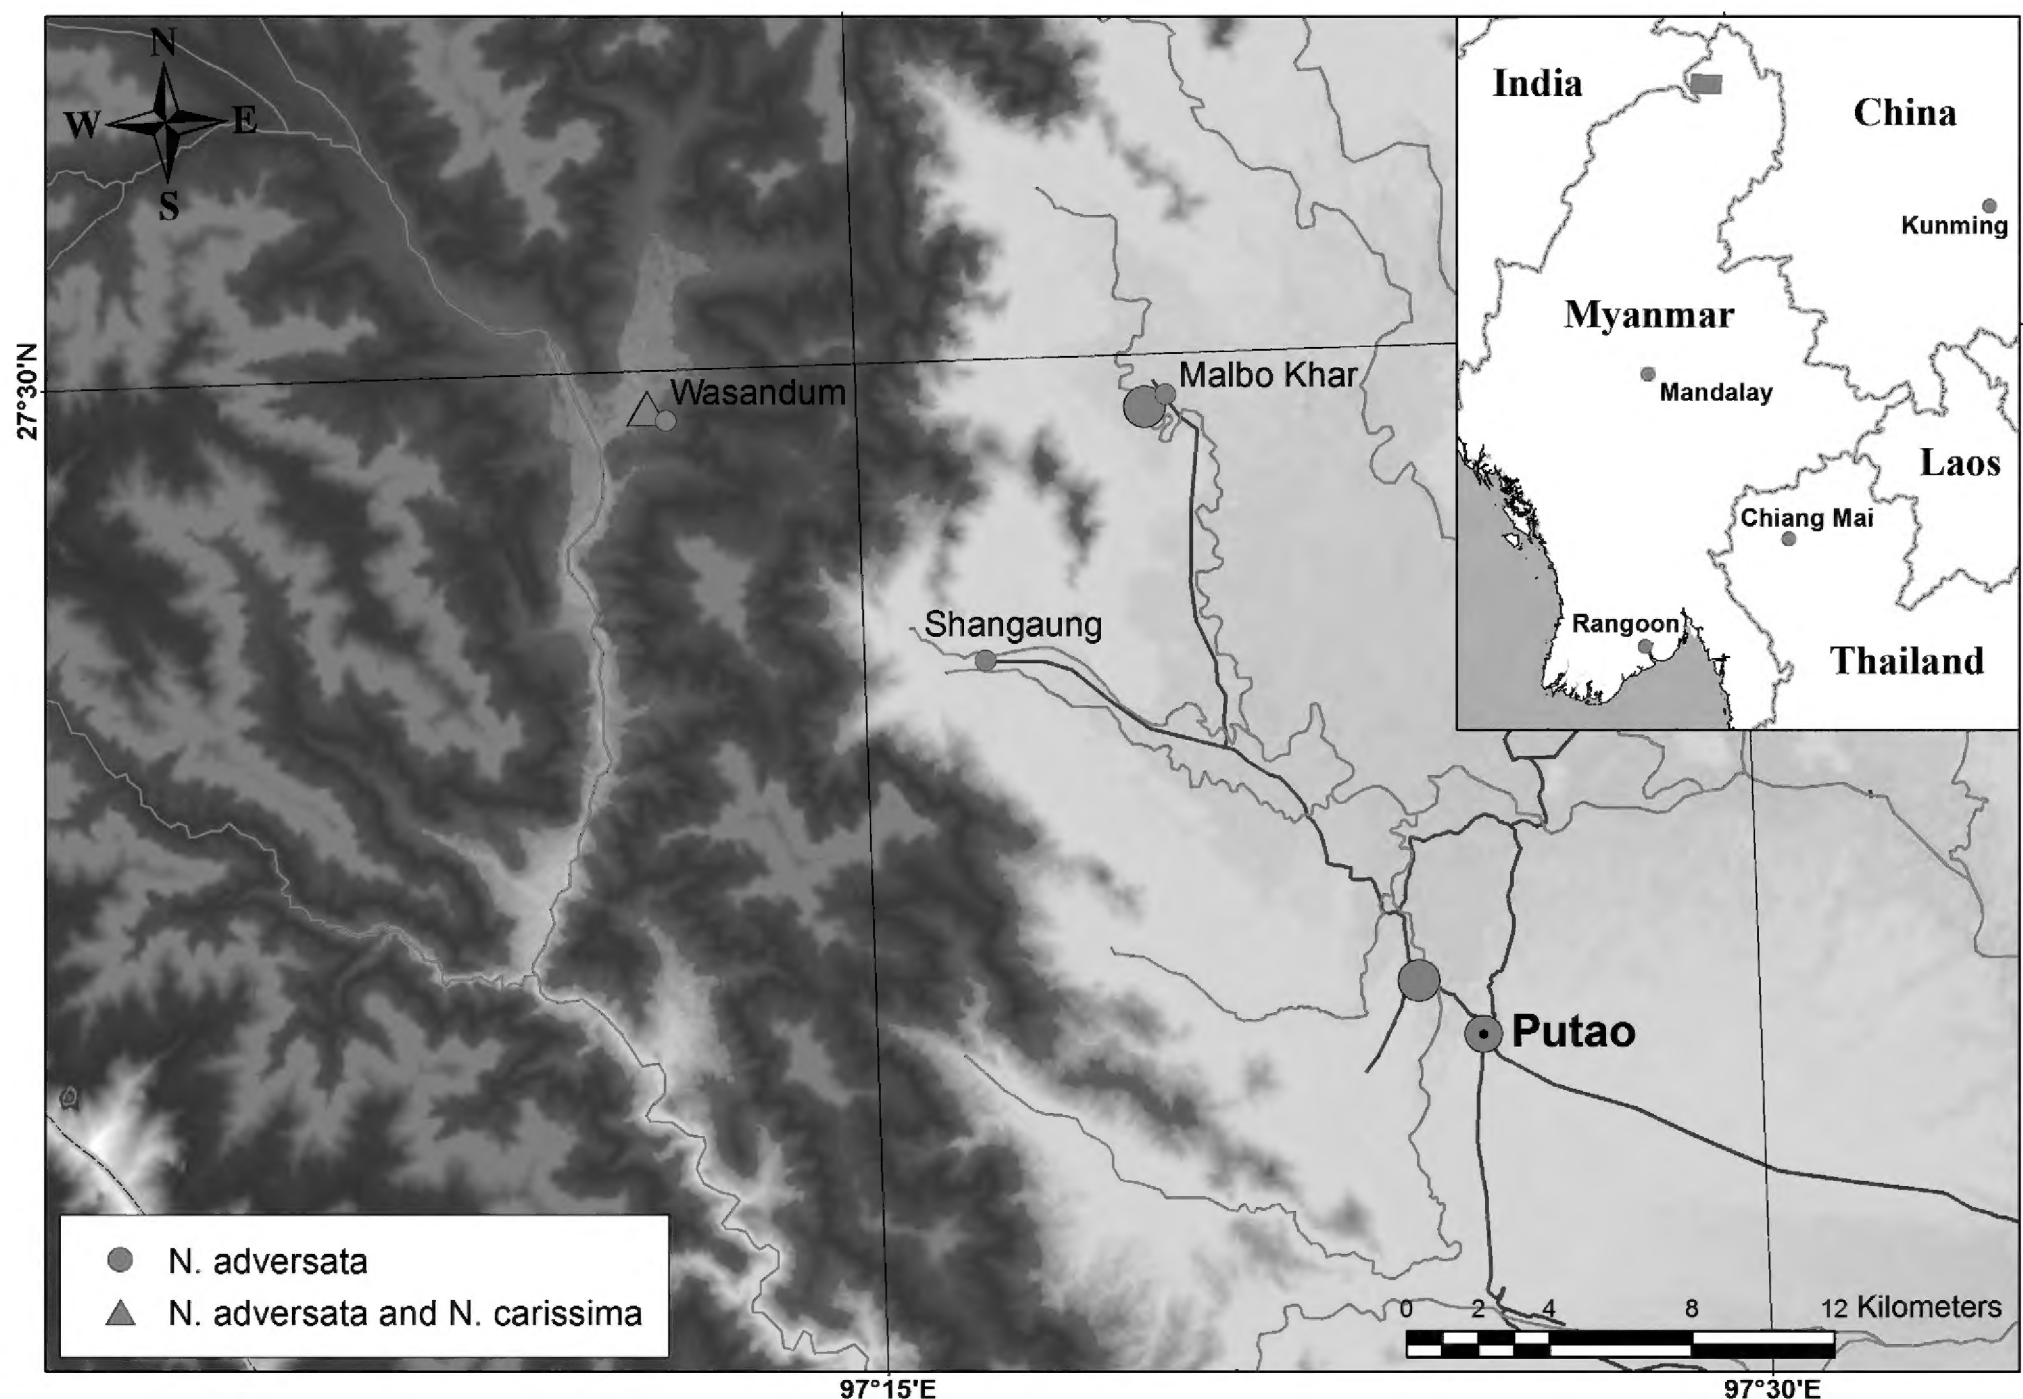 N
W
E
S
India
China
Kunming
Myanmar
Mandalay
Laos
Chiang Mai
Rangoon
Thailand
27°30'N
Wasandum
Malbo Khar
Shangaung
Putao
N. adversata
N. adversata and N. carissima
0 2 4 8 12 Kilometers
97°15'E
97°30'E